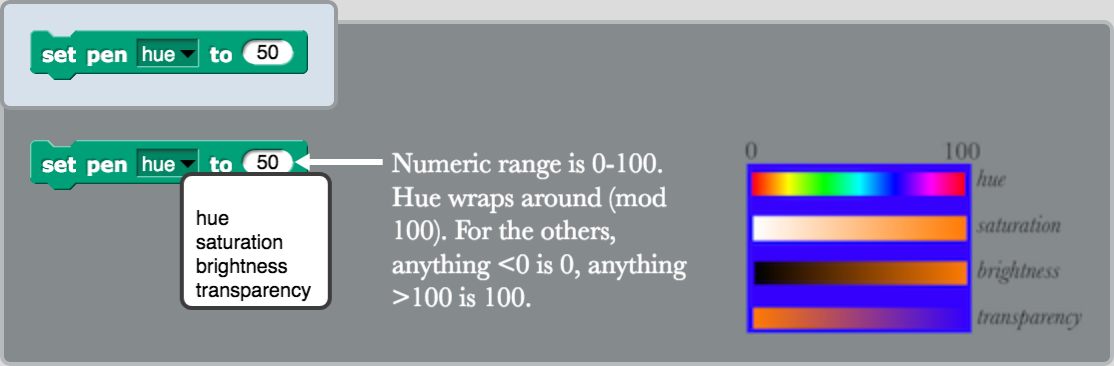 set pen hue to 50
set pen hue to 50
hue
saturation
brightness
transparency
Numeric range is 0-100.
Hue wraps around (mod
100). For the others,
anything <0 is 0, anything
>100 is 100.
0 100
hue
saturation
brightness
transparency